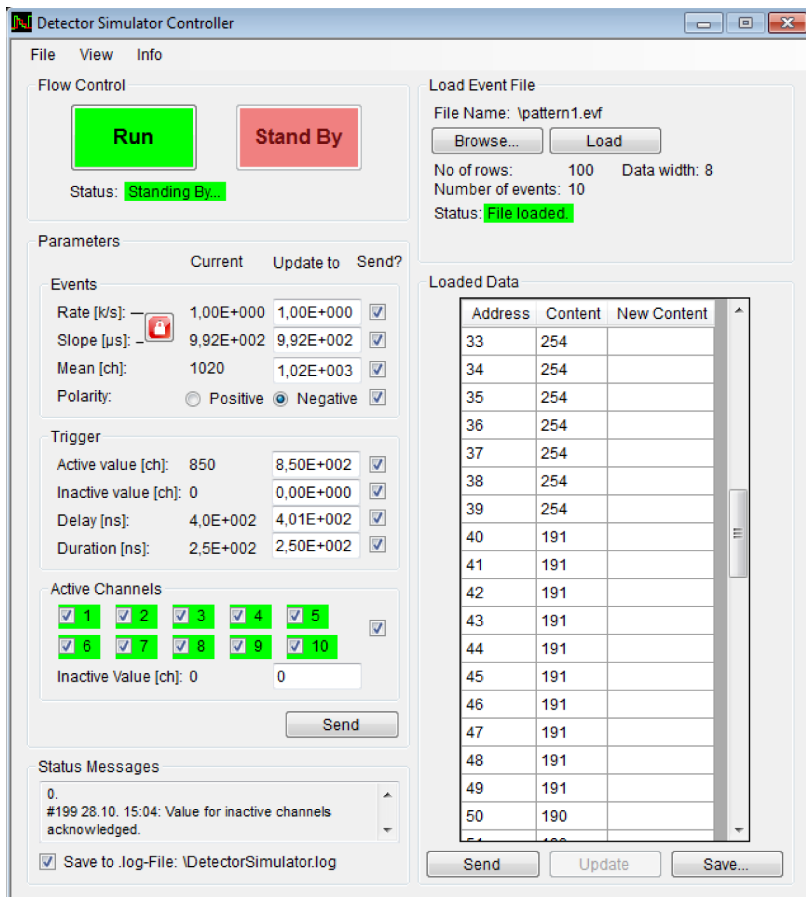 Detector Simulator Controller
File View Info
Flow Control
Run Stand By
Status: Standing By...
Parameters
Current Update to Send?
Events
Rate [k/s]: 1,00E+000 1,00E+000
Slope [µs]: 9,92E+002 9,92E+002
Mean [ch]: 1020 1,02E+003
Polarity: Positive Negative
Trigger
Active value [ch]: 850 8,50E+002
Inactive value [ch]: 0 0,00E+000
Delay [ns]: 4,0E+002 4,01E+002
Duration [ns]: 2,5E+002 2,50E+002
Active Channels
1 2 3 4 5
6 7 8 9 10
Inactive Value [ch]: 0 0
Send
Status Messages
0.
#199 28.10. 15:04: Value for inactive channels
acknowledged.
Save to .log-File: \DetectorSimulator.log
Load Event File
File Name: \pattern1.evf
Browse... Load
No of rows: 100 Data width: 8
Number of events: 10
Status: File loaded.
Loaded Data
Address Content New Content
33 254
34 254
35 254
36 254
37 254
38 254
39 254
40 191
41 191
42 191
43 191
44 191
45 191
46 191
47 191
48 191
49 191
50 190
Send Update Save...